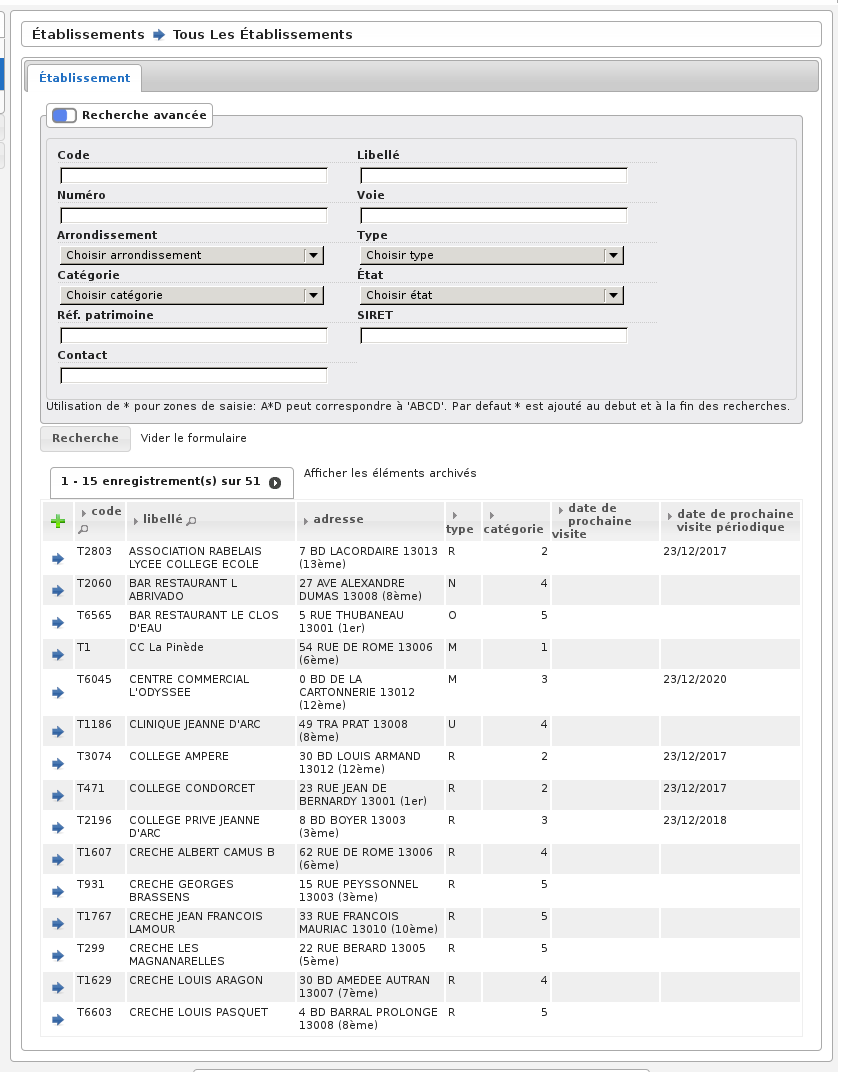 Établissements Tous Les Établissements
Établissement
Recherche avancée
Code Libellé
Numéro Voie
Arrondissement Type
Choisir arrondissement Choisir type
Catégorie État
Choisir catégorie Choisir état
Réf. patrimoine SIRET
Contact
Utilisation de * pour zones de saisie: A*D peut correspondre à 'ABCD'. Par defaut * est ajouté au debut et à la fin des recherches.
Recherche Vider le formulaire
1 - 15 enregistrement(s) sur 51 Afficher les éléments archivés
code libellé adresse type catégorie date de prochaine visite date de prochaine visite périodique
T2803 ASSOCIATION RABELAIS 7 BD LACORDAIRE 13013 R 2 23/12/2017
LYCEE COLLEGE ECOLE (13ème)
T2060 BAR RESTAURANT L 27 AVE ALEXANDRE N 4
ABRIVADO DUMAS 13008 (8ème)
T6565 BAR RESTAURANT LE CLOS 5 RUE THUBANEAU O 5
D'EAU 13001 (1er)
T1 CC La Pinède 54 RUE DE ROME 13006 M 1
(6ème)
T6045 CENTRE COMMERCIAL 0 BD DE LA M 3 23/12/2020
L'ODYSSEE CARTONNERIE 13012
(12ème)
T1186 CLINIQUE JEANNE D'ARC 49 TRA PRAT 13008 U 4
(8ème)
T3074 COLLEGE AMPERE 30 BD LOUIS ARMAND R 2 23/12/2017
13012 (12ème)
T471 COLLEGE CONDORCET 23 RUE JEAN DE R 2 23/12/2017
BERNARDY 13001 (1er)
T2196 COLLEGE PRIVE JEANNE 8 BD BOYER 13003 R 3 23/12/2018
D'ARC (3ème)
T1607 CRECHE ALBERT CAMUS B 62 RUE DE ROME 13006 R 4
(6ème)
T931 CRECHE GEORGES 15 RUE PEYSSONNEL R 5
BRASSENS 13003 (3ème)
T1767 CRECHE JEAN FRANCOIS 33 RUE FRANCOIS R 5
LAMOUR MAURIAC 13010 (10ème)
T299 CRECHE LES 22 RUE BERARD 13005 R 5
MAGNANARELLES (5ème)
T1629 CRECHE LOUIS ARAGON 30 BD AMEDEE AUTRAN R 4
13007 (7ème)
T6603 CRECHE LOUIS PASQUET 4 BD BARRAL PROLONGE R 5
13008 (8ème)